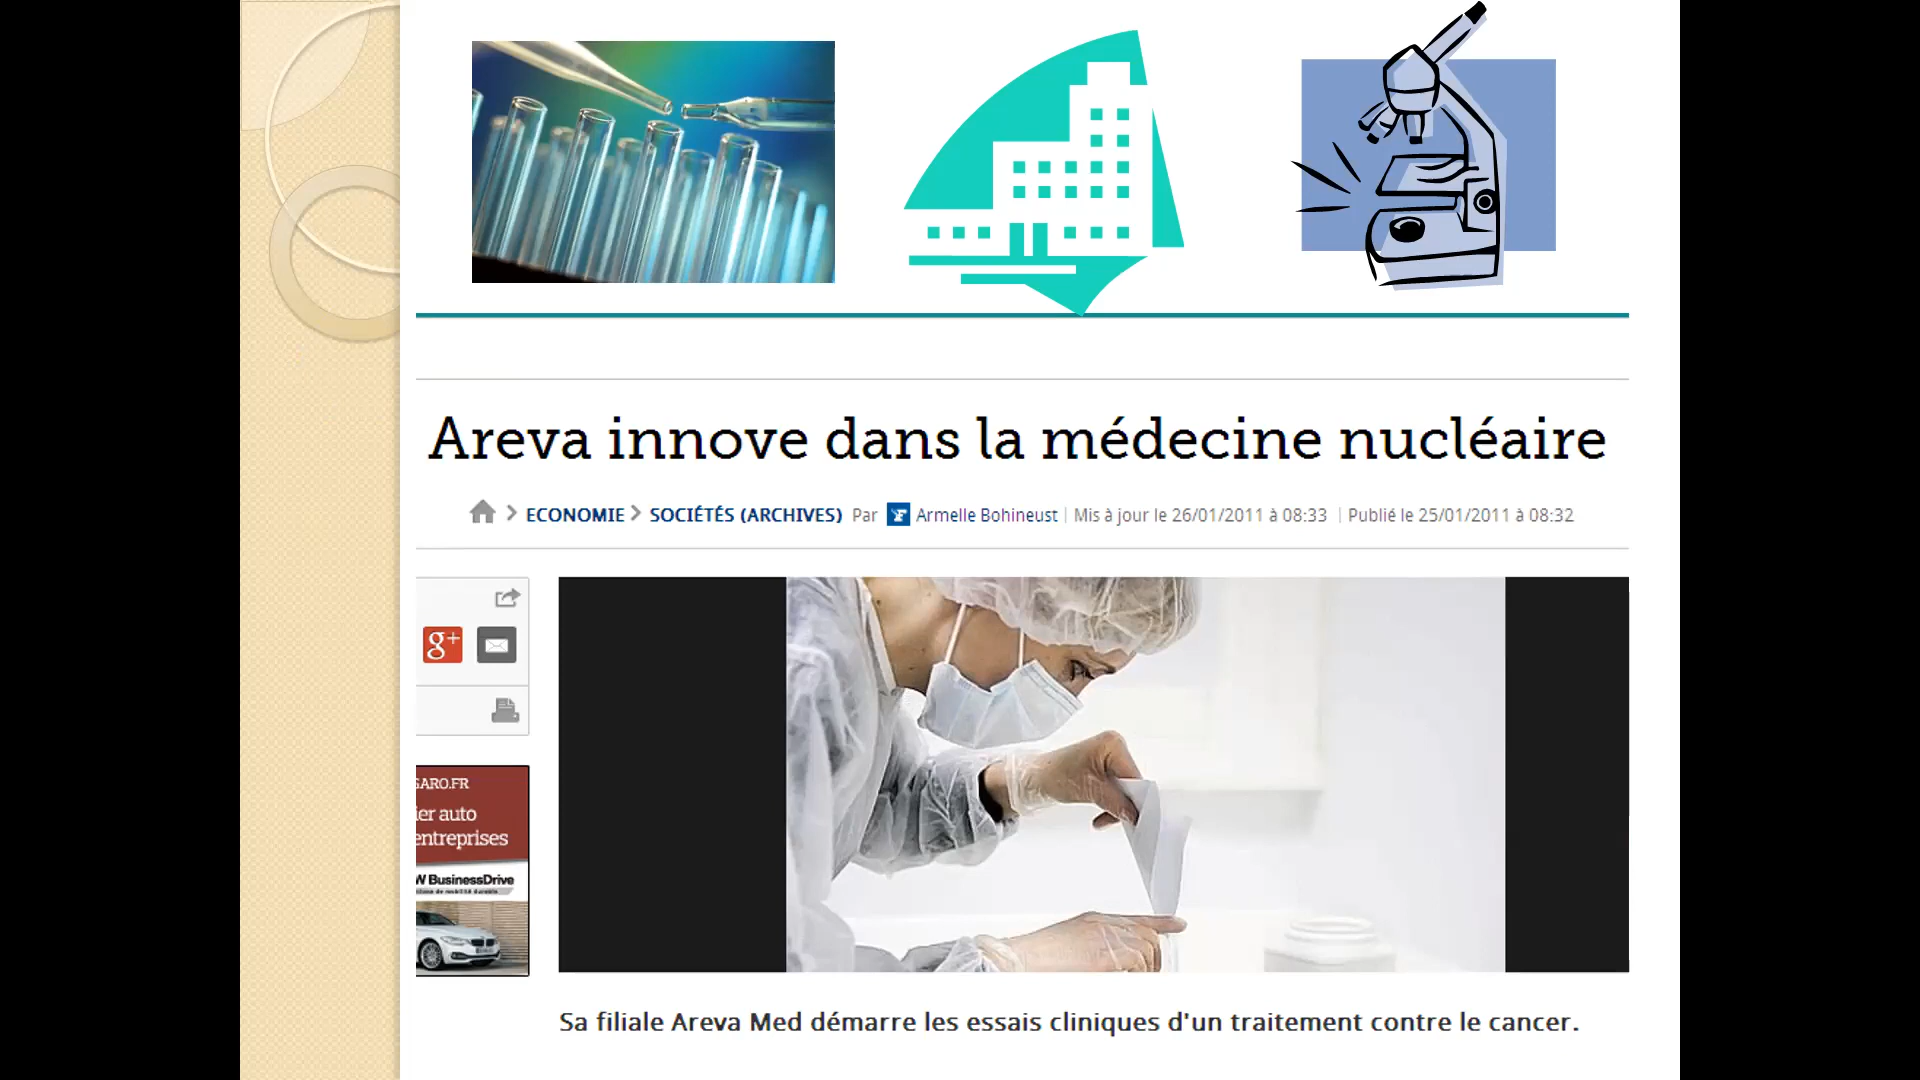 Areva innove dans la médecine nucléaire
ECONOMIE SOCIÉTÉS (ARCHIVES) Par Armelle Bohineust | Mis à jour le 26/01/2011 à 08:33 | Publié le 25/01/2011 à 08:32
g+
GARO.FR
ier auto
entreprises
W BusinessDrive
Sa filiale Areva Med démarre les essais cliniques d'un traitement contre le cancer.